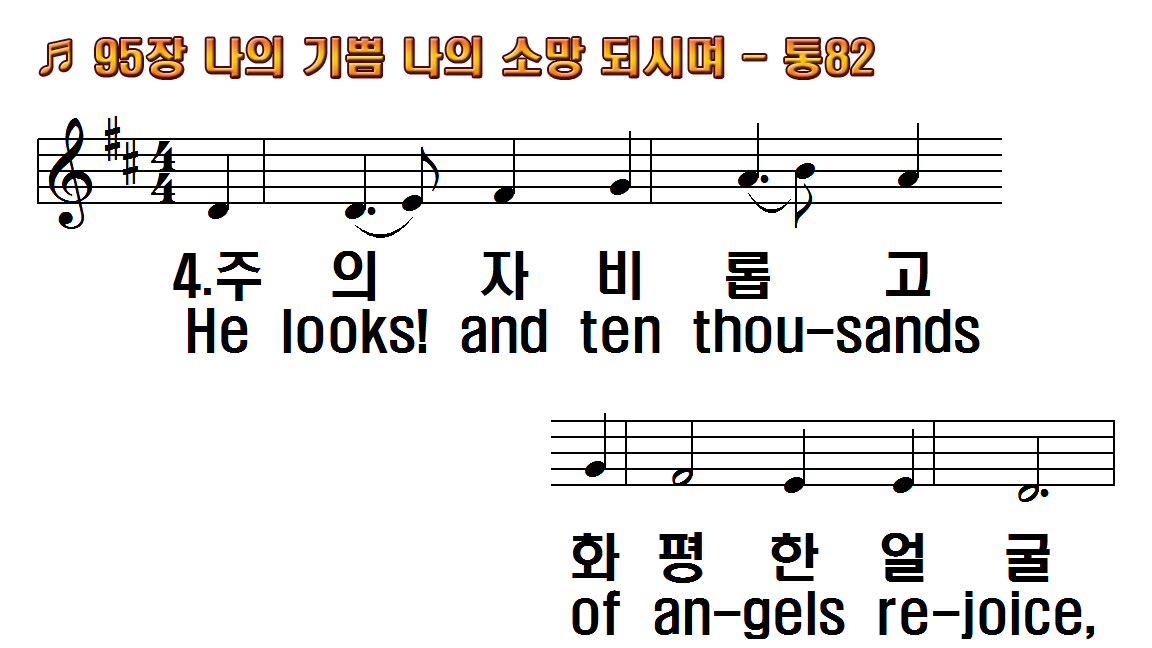 ♬ 95장 나의 기쁨 나의 소망 되시며 - 통82
4.주 의 자 비 롭 고
He looks! and ten thou-sands
화 평 한 얼 굴
of an-gels re-joice,